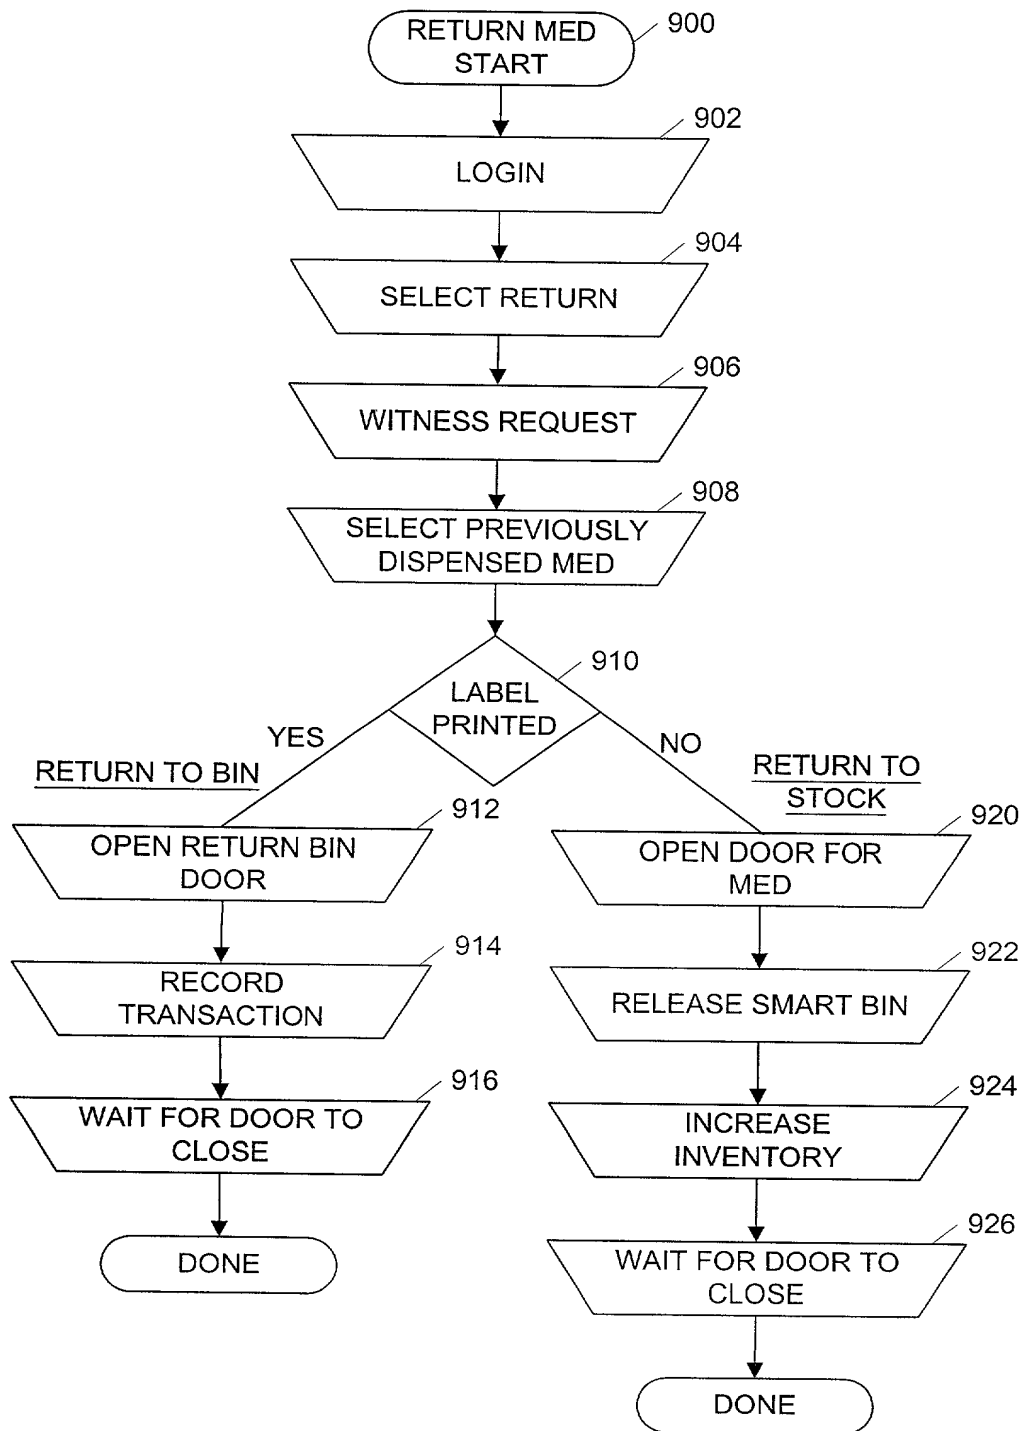 RETURN MED
START
900
902
LOGIN
904
SELECT RETURN
906
WITNESS REQUEST
908
SELECT PREVIOUSLY
DISPENSED MED
910
LABEL
PRINTED
YES
NO
RETURN TO BIN
912
OPEN RETURN BIN
DOOR
914
RECORD
TRANSACTION
916
WAIT FOR DOOR TO
CLOSE
DONE
RETURN TO
STOCK
920
OPEN DOOR FOR
MED
922
RELEASE SMART BIN
924
INCREASE
INVENTORY
926
WAIT FOR DOOR TO
CLOSE
DONE